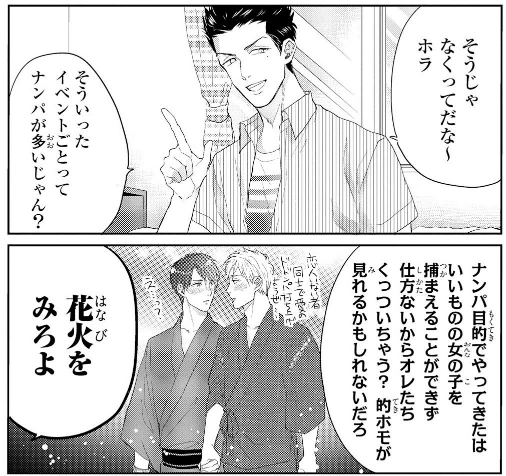 そうじゃ
なくってだな～
ホラ
そういった
イベントごとって
ナンパが多いじゃん？
ナンパ目的でやってきたは
いいものの女の子を
捕まえることができず
仕方ないからオレたち
くっついちゃう？ 的ホモが
見れるかもしれないだろ
同士で愛の
花火を
みろよ